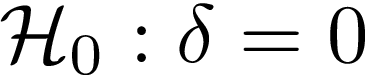 ℋ₀ : δ = 0